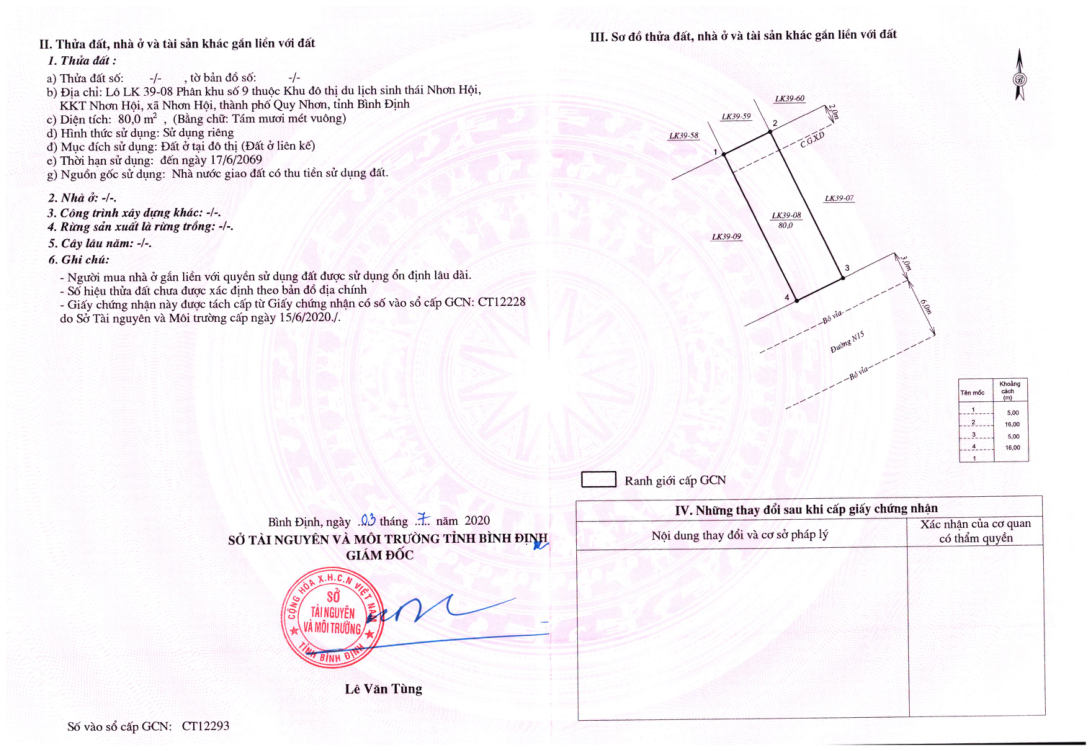 II. Thửa đất, nhà ở và tài sản khác gắn liền với đất
1. Thửa đất :
a) Thửa đất số: -/- , tờ bản đồ số: -/-
b) Địa chỉ: Lô LK 39-08 Phân khu số 9 thuộc Khu đô thị du lịch sinh thái Nhơn Hội,
KKT Nhơn Hội, xã Nhơn Hội, thành phố Quy Nhơn, tỉnh Bình Định
c) Diện tích: 80,0 m² , (Bằng chữ: Tám mươi mét vuông)
d) Hình thức sử dụng: Sử dụng riêng
đ) Mục đích sử dụng: Đất ở tại đô thị (Đất ở liên kế)
e) Thời hạn sử dụng: đến ngày 17/6/2069
g) Nguồn gốc sử dụng: Nhà nước giao đất có thu tiền sử dụng đất.
2. Nhà ở: -/-.
3. Công trình xây dựng khác: -/-.
4. Rừng sản xuất là rừng trồng: -/-.
5. Cây lâu năm: -/-.
6. Ghi chú:
- Người mua nhà ở gắn liền với quyền sử dụng đất được sử dụng ổn định lâu dài.
- Số hiệu thửa đất chưa được xác định theo bản đồ địa chính
- Giấy chứng nhận này được tách cấp từ Giấy chứng nhận có số vào sổ cấp GCN: CT12228
do Sở Tài nguyên và Môi trường cấp ngày 15/6/2020./.
Bình Định, ngày 03 tháng 7 năm 2020
SỞ TÀI NGUYÊN VÀ MÔI TRƯỜNG TỈNH BÌNH ĐỊNH
GIÁM ĐỐC
CỘNG HÒA X.H.C.N VIỆT NAM
SỞ
TÀI NGUYÊN
VÀ MÔI TRƯỜNG
TỈNH BÌNH ĐỊNH
Lê Văn Tùng
Số vào sổ cấp GCN: CT12293
III. Sơ đồ thửa đất, nhà ở và tài sản khác gắn liền với đất
B
LK39-60
LK39-59
2,0m
LK39-58
2
C.G.X.D
1
LK39-07
LK39-08
80,0
LK39-09
3
3,0m
4
6,0m
Bó vỉa
Đường N15
Bó vỉa
Tên mốc Khoảng cách (m)
1
5,00
2
16,00
3
5,00
4
16,00
1
Ranh giới cấp GCN
IV. Những thay đổi sau khi cấp giấy chứng nhận
Nội dung thay đổi và cơ sở pháp lý
Xác nhận của cơ quan
có thẩm quyền